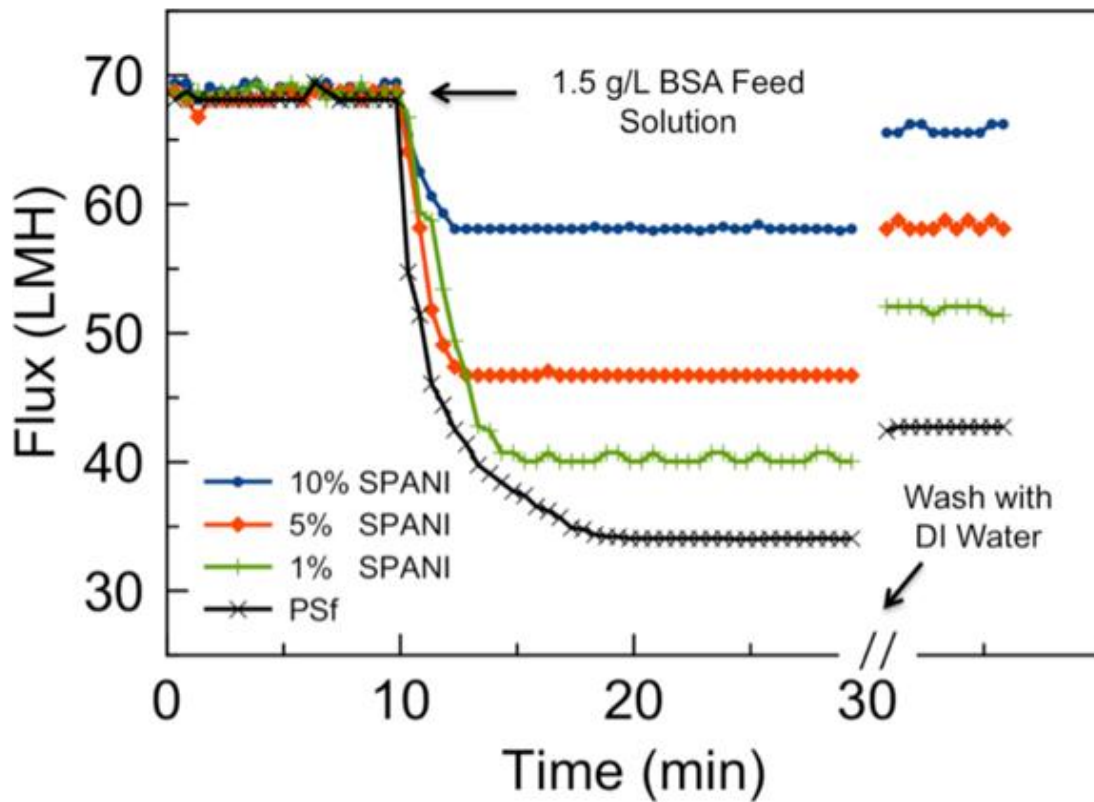 70
60
50
40
30
Flux (LMH)
1.5 g/L BSA Feed
Solution
10% SPANI
5% SPANI
1% SPANI
PSf
Wash with
DI Water
//
0
10
20
30
Time (min)